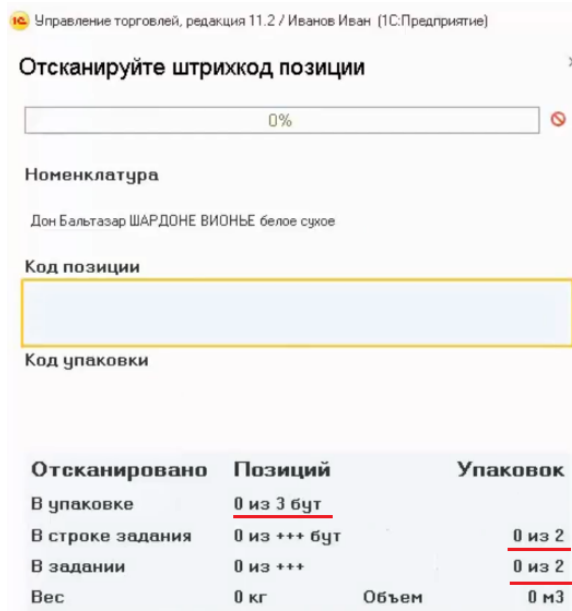 1С Управление торговлей, редакция 11.2 / Иванов Иван (1С:Предприятие)
Отсканируйте штрихкод позиции
0%
Номенклатура
Дон Бальтазар ШАРДОНЕ ВИОНЬЕ белое сухое
Код позиции
Код упаковки
Отсканировано Позиций Упаковок
В упаковке 0 из 3 бут
В строке задания 0 из +++ бут 0 из 2
В задании 0 из +++ 0 из 2
Вес 0 кг Объем 0 м3